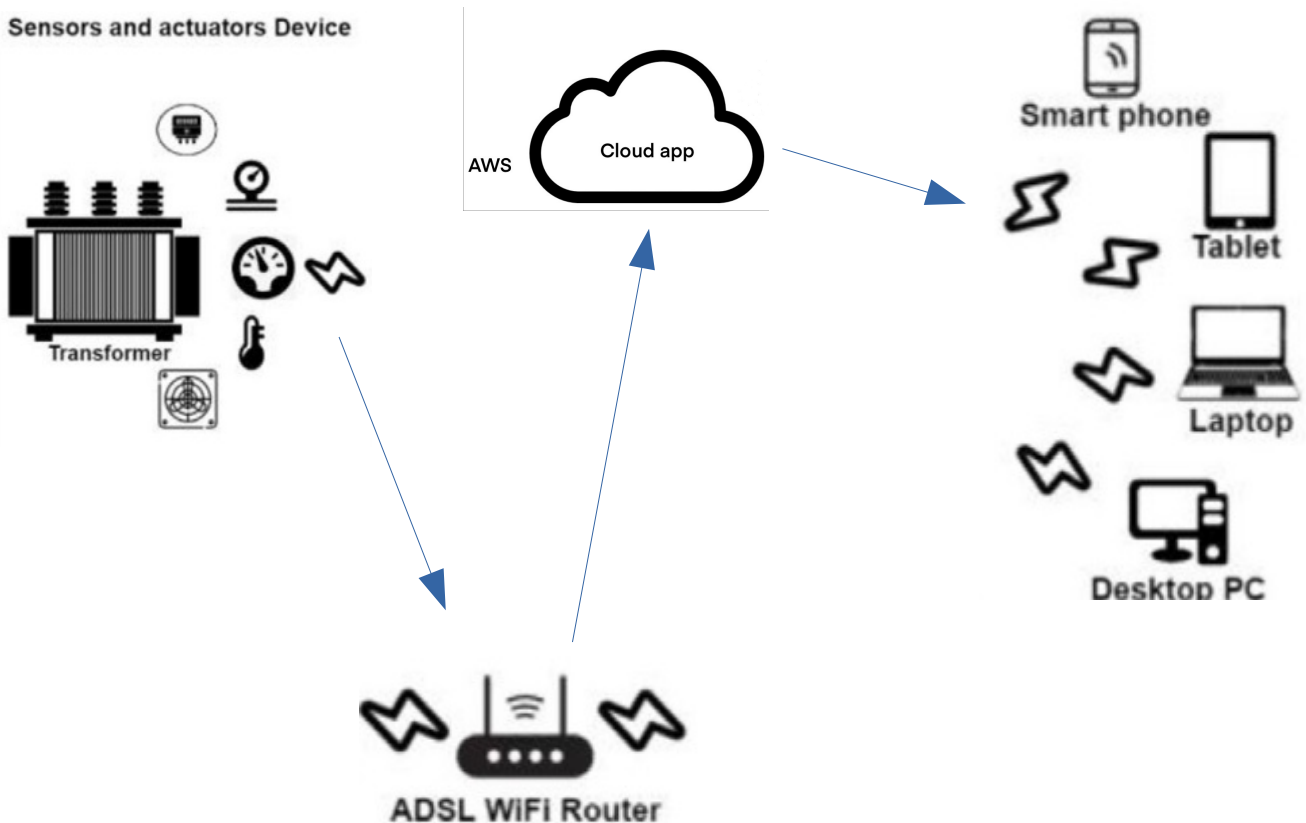 Sensors and actuators Device
Transformer
AWS
Cloud app
Smart phone
Tablet
Laptop
Desktop PC
ADSL WiFi Router